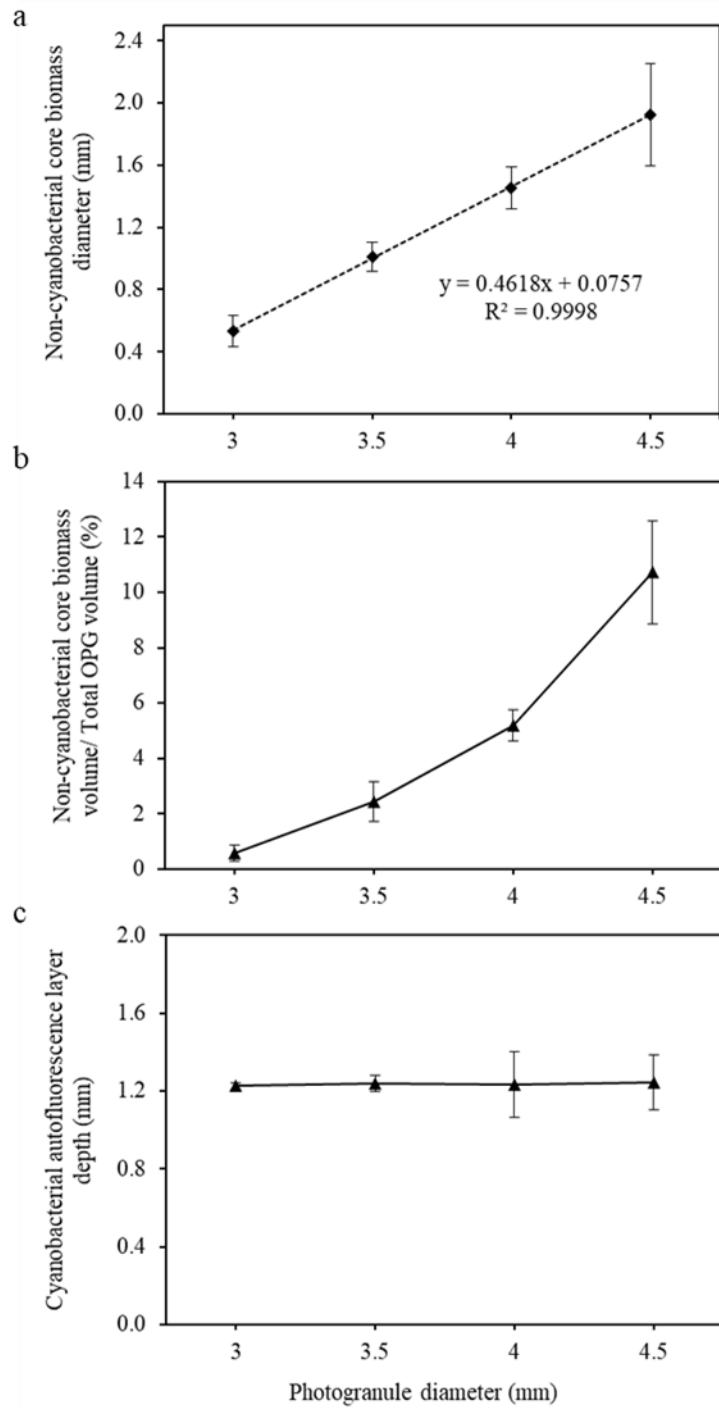 a
Non-cyanobacterial core biomass
diameter (mm)
2.4
2.0
1.6
1.2
0.8
0.4
0.0
y = 0.4618x + 0.0757
R² = 0.9998
3 3.5 4 4.5
b
Non-cyanobacterial core biomass
volume/ Total OPG volume (%)
14
12
10
8
6
4
2
0
3 3.5 4 4.5
c
Cyanobacterial autofluorescence layer
depth (mm)
2.0
1.6
1.2
0.8
0.4
0.0
3 3.5 4 4.5
Photogranule diameter (mm)